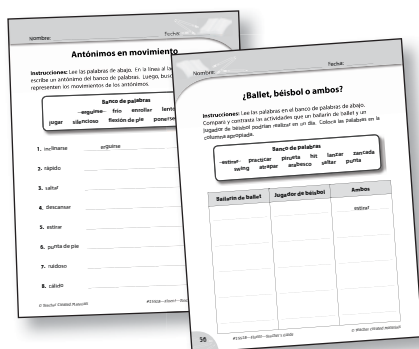 Nombre:
Fecha:
Antónimos en movimiento
Instrucciones: Lee las palabras de abajo. En la línea al la
escribe un antónimo del banco de palabras. Luego, busc
representen los movimientos de los antónimos.
Banco de palabras
erguirse frío enrollar lento
jugar silencioso flexión de pie ponerse
1. inclinarse erguirse
2. rápido
3. saltar
4. descansar
5. estirar
6. punta de pie
7. ruidoso
8. cálido
© Teacher Created Materials
Nombre:
Fecha:
¿Ballet, béisbol o ambos?
Instrucciones: Lee las palabras en el banco de palabras de abajo.
Compara y contrasta las actividades que un bailarín de ballet y un
jugador de béisbol podrían realizar en un día. Coloca las palabras en la
columna apropiada.
Banco de palabras
estirar practicar pirueta hit lanzar zancada
swing atrapar arabesco saltar punta
Bailarín de ballet Jugador de béisbol Ambos
estirar
56
© Teacher Created Materials